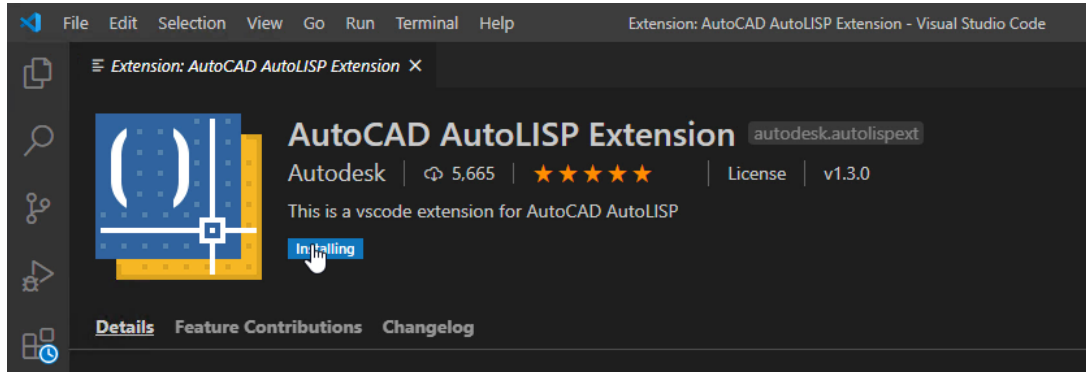 File Edit Selection View Go Run Terminal Help Extension: AutoCAD AutoLISP Extension - Visual Studio Code
Extension: AutoCAD AutoLISP Extension
AutoCAD AutoLISP Extension autodesk.autolispext
Autodesk 5,665 License v1.3.0
This is a vscode extension for AutoCAD AutoLISP
Installing
Details Feature Contributions Changelog